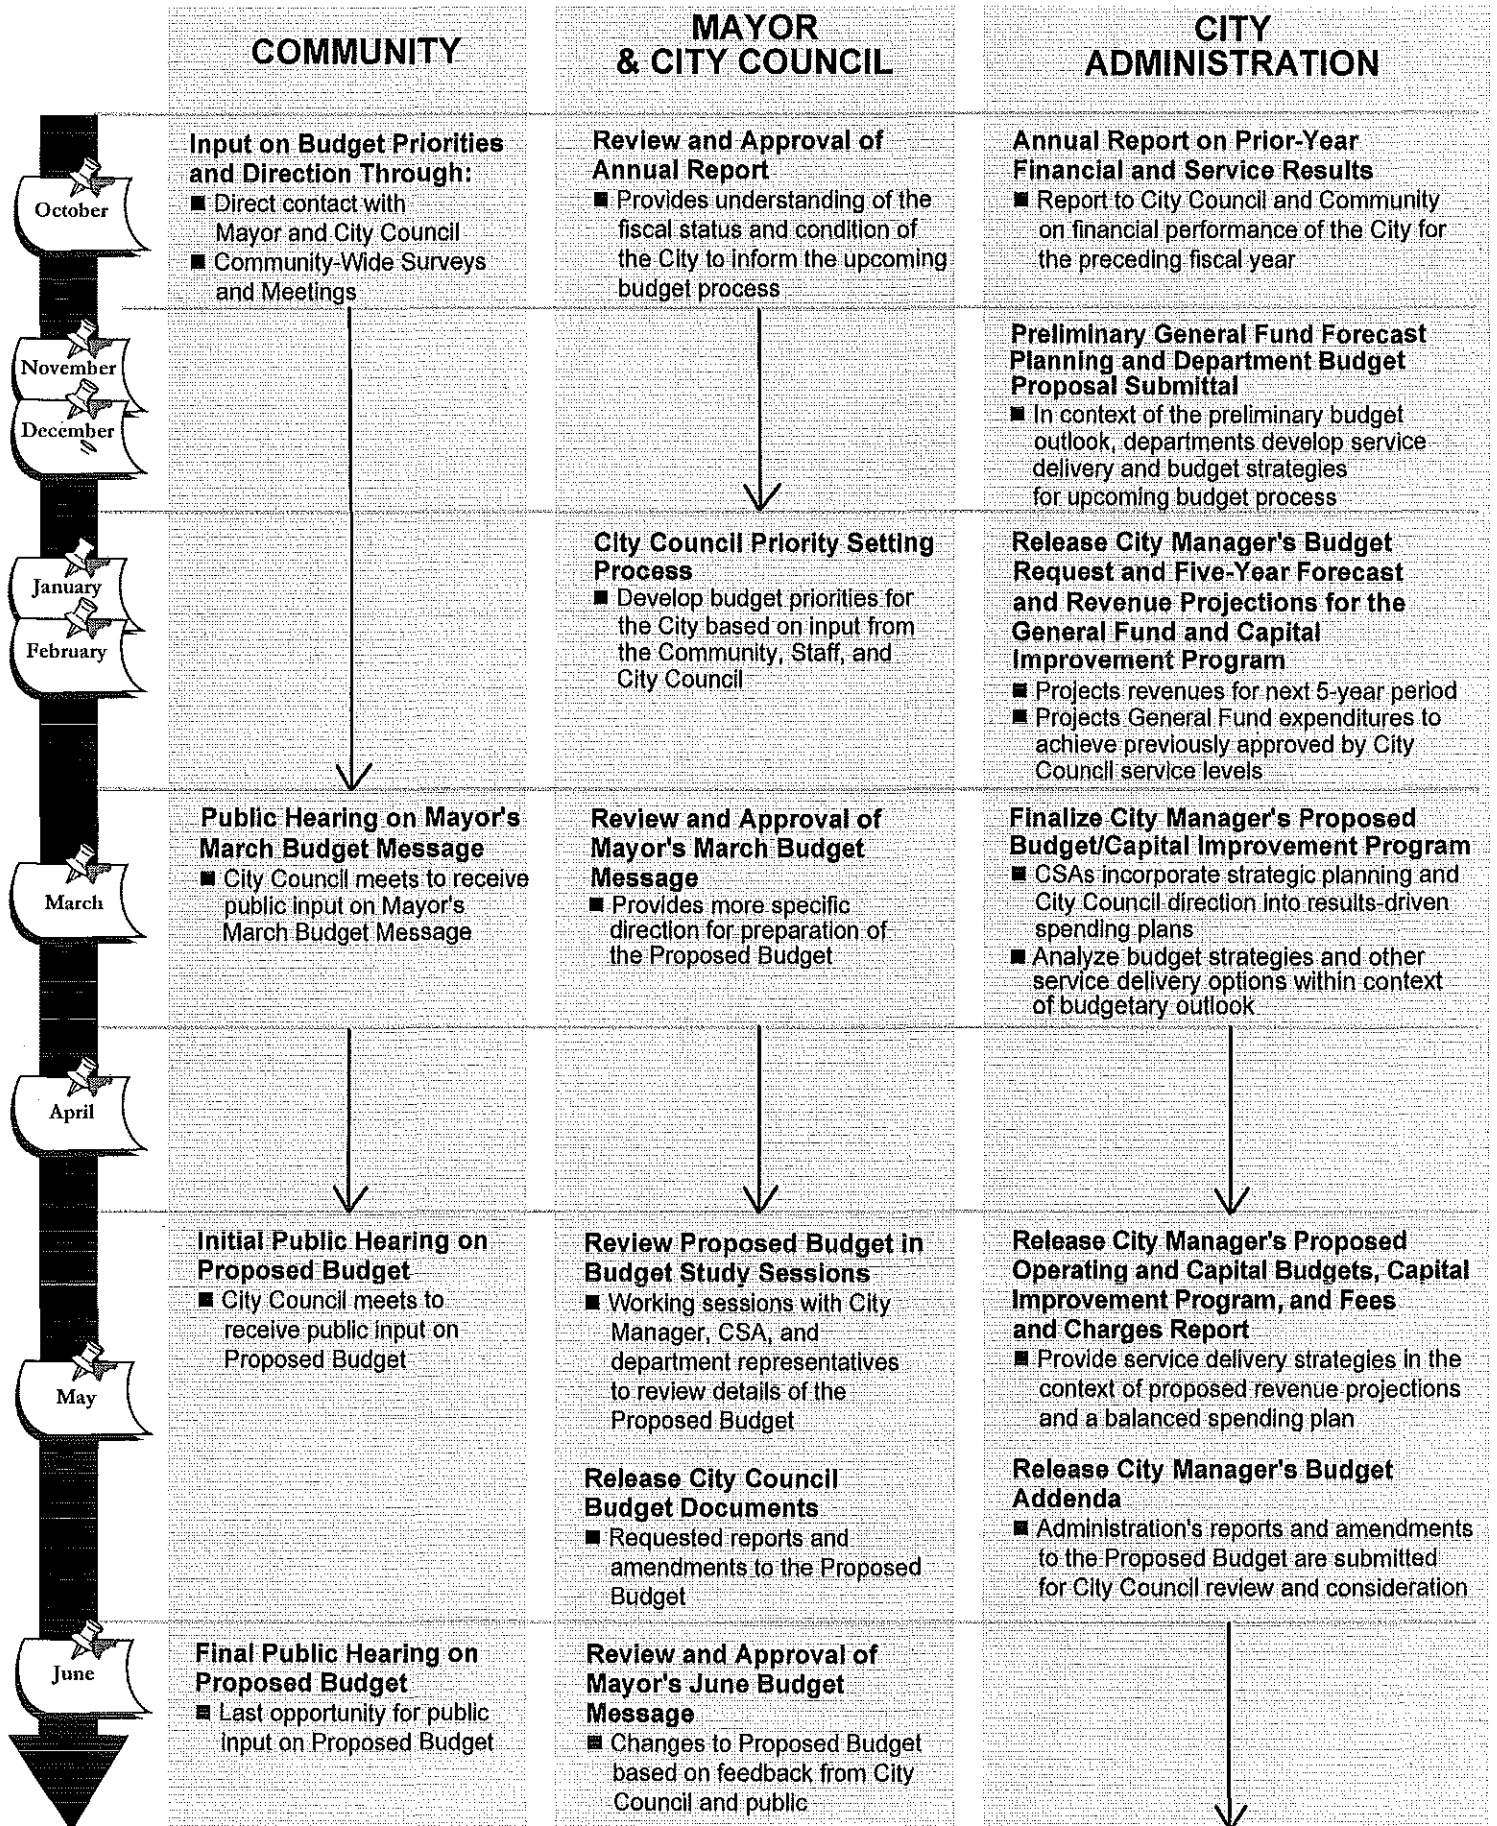 COMMUNITY
MAYOR
& CITY COUNCIL
CITY
ADMINISTRATION
October
Input on Budget Priorities
and Direction Through:
■ Direct contact with
Mayor and City Council
■ Community-Wide Surveys
and Meetings
Review and Approval of
Annual Report
■ Provides understanding of the
fiscal status and condition of
the City to inform the upcoming
budget process
Annual Report on Prior-Year
Financial and Service Results
■ Report to City Council and Community
on financial performance of the City for
the preceding fiscal year
November
December
Preliminary General Fund Forecast
Planning and Department Budget
Proposal Submittal
■ In context of the preliminary budget
outlook, departments develop service
delivery and budget strategies
for upcoming budget process
January
February
City Council Priority Setting
Process
■ Develop budget priorities for
the City based on input from
the Community, Staff, and
City Council
Release City Manager's Budget
Request and Five-Year Forecast
and Revenue Projections for the
General Fund and Capital
Improvement Program
■ Projects revenues for next 5-year period
■ Projects General Fund expenditures to
achieve previously approved by City
Council service levels
March
Public Hearing on Mayor's
March Budget Message
■ City Council meets to receive
public input on Mayor's
March Budget Message
Review and Approval of
Mayor's March Budget
Message
■ Provides more specific
direction for preparation of
the Proposed Budget
Finalize City Manager's Proposed
Budget/Capital Improvement Program
■ CSAs incorporate strategic planning and
City Council direction into results-driven
spending plans
■ Analyze budget strategies and other
service delivery options within context
of budgetary outlook
April
May
Initial Public Hearing on
Proposed Budget
■ City Council meets to
receive public input on
Proposed Budget
Review Proposed Budget in
Budget Study Sessions
■ Working sessions with City
Manager, CSA, and
department representatives
to review details of the
Proposed Budget
Release City Council
Budget Documents
■ Requested reports and
amendments to the Proposed
Budget
Release City Manager's Proposed
Operating and Capital Budgets, Capital
Improvement Program, and Fees
and Charges Report
■ Provide service delivery strategies in the
context of proposed revenue projections
and a balanced spending plan
Release City Manager's Budget
Addenda
■ Administration's reports and amendments
to the Proposed Budget are submitted
for City Council review and consideration
June
Final Public Hearing on
Proposed Budget
■ Last opportunity for public
input on Proposed Budget
Review and Approval of
Mayor's June Budget
Message
■ Changes to Proposed Budget
based on feedback from City
Council and public